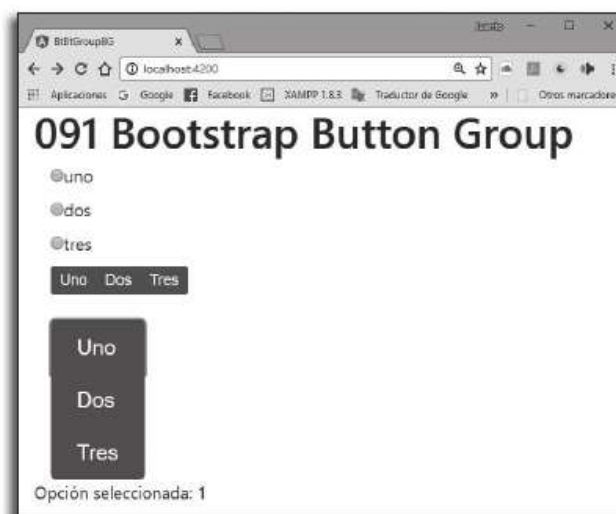 BtBtGroupBG
localhost:4200
Aplicaciones Google Facebook XAMPP 1.8.3 Traductor de Google » Otros marcadore
091 Bootstrap Button Group
uno
dos
tres
Uno Dos Tres
Uno
Dos
Tres
Opción seleccionada: 1